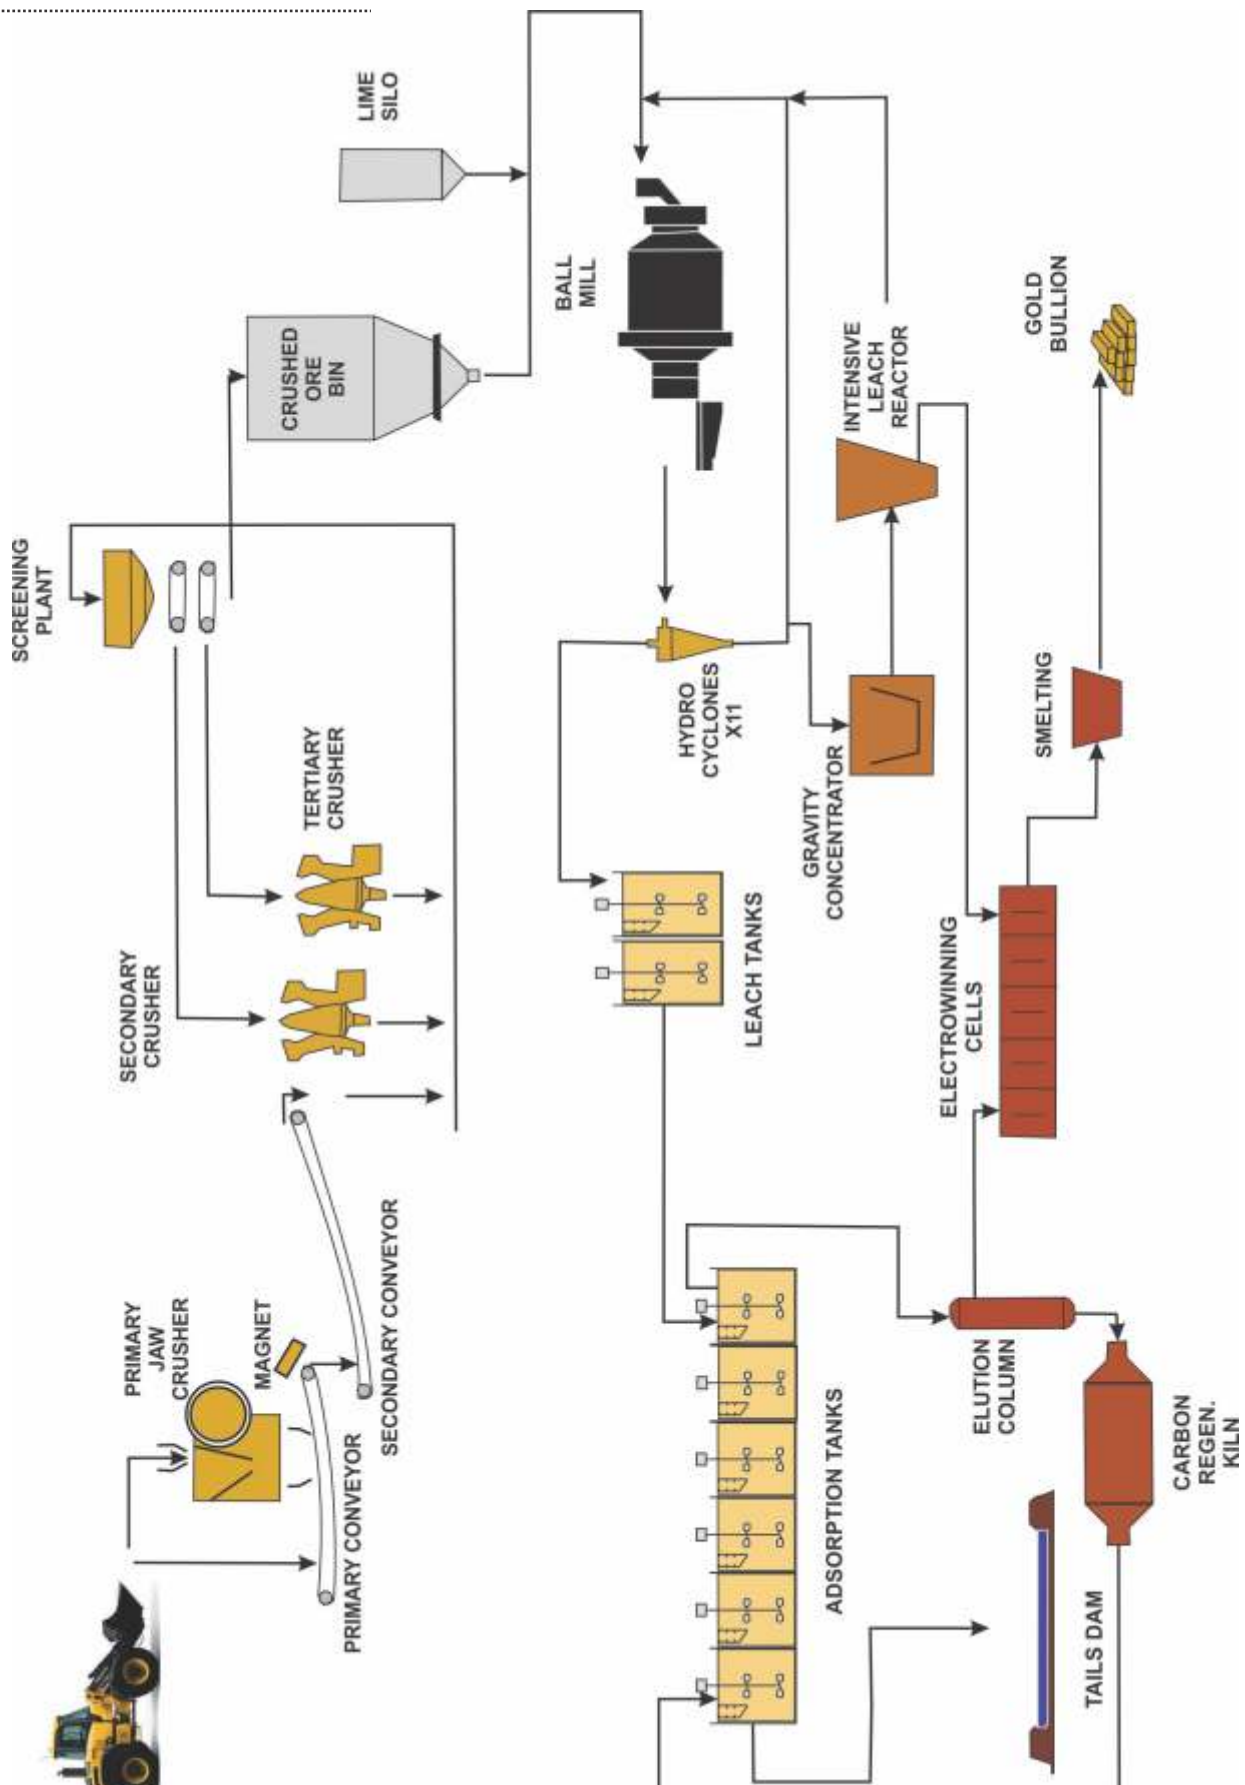 PRIMARY
JAW
CRUSHER
MAGNET
PRIMARY CONVEYOR
SECONDARY CONVEYOR
SECONDARY
CRUSHER
TERTIARY
CRUSHER
SCREENING
PLANT
CRUSHED
ORE
BIN
LIME
SILO
BALL
MILL
HYDRO
CYCLONES
X11
GRAVITY
CONCENTRATOR
INTENSIVE
LEACH
REACTOR
LEACH TANKS
ADSORPTION TANKS
ELUTION
COLUMN
CARBON
REGEN.
KILN
TAILS DAM
ELECTROWINNING
CELLS
SMELTING
GOLD
BULLION